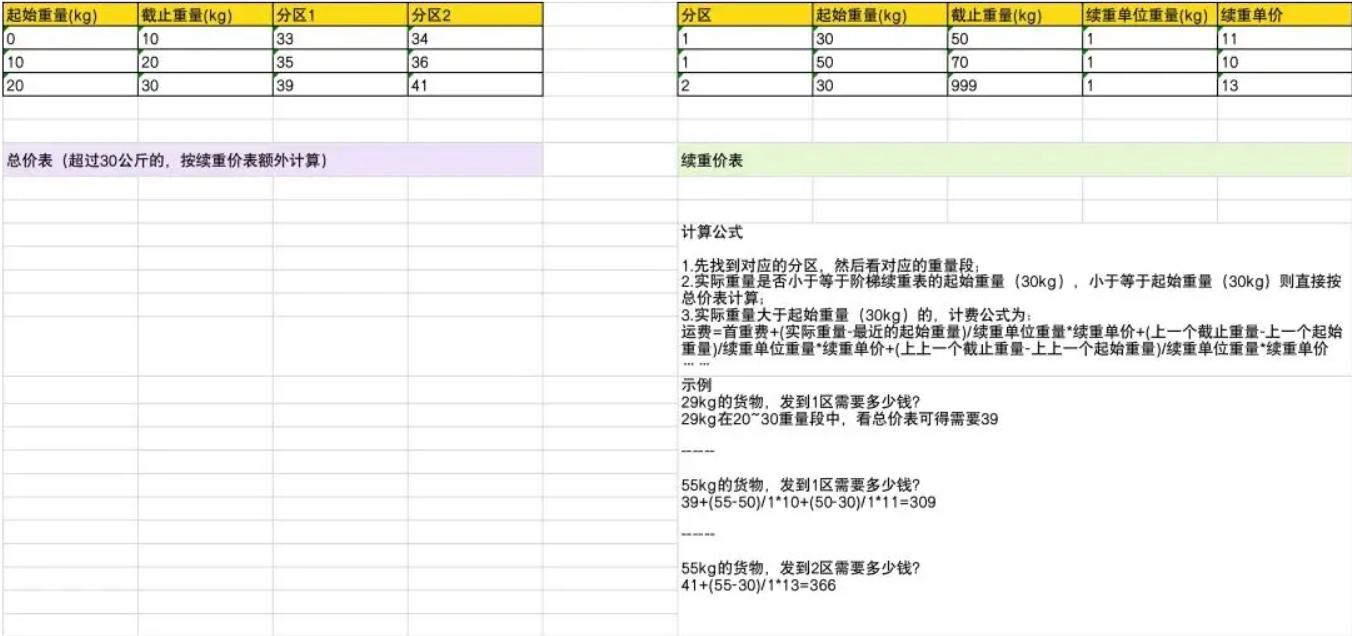 起始重量(kg) 截止重量(kg) 分区1 分区2
0 10 33 34
10 20 35 36
20 30 39 41
总价表（超过30公斤的，按续重价表额外计算）
分区 起始重量(kg) 截止重量(kg) 续重单位重量(kg) 续重单价
1 30 50 1 11
1 50 70 1 10
2 30 999 1 13
续重价表
计算公式
1.先找到对应的分区，然后看对应的重量段；
2.实际重量是否小于等于阶梯续重表的起始重量（30kg），小于等于起始重量（30kg）则直接按
总价表计算；
3.实际重量大于起始重量（30kg）的，计费公式为：
运费=首重费+(实际重量-最近的起始重量)/续重单位重量*续重单价+(上一个截止重量-上一个起始
重量)/续重单位重量*续重单价+(上上一个截止重量-上上一个起始重量)/续重单位重量*续重单价
... ...
示例
29kg的货物，发到1区需要多少钱？
29kg在20~30重量段中，看总价表可得需要39
------
55kg的货物，发到1区需要多少钱？
39+(55-50)/1*10+(50-30)/1*11=309
------
55kg的货物，发到2区需要多少钱？
41+(55-30)/1*13=366